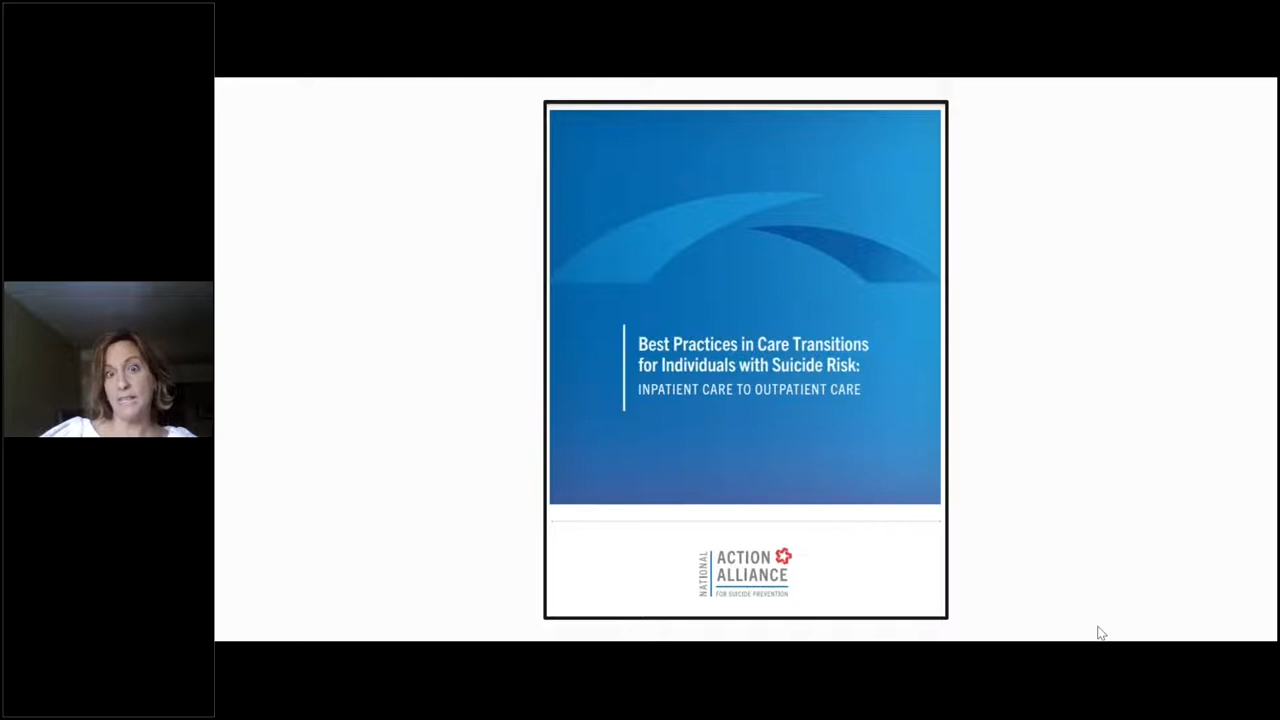 Best Practices in Care Transitions
for Individuals with Suicide Risk:
INPATIENT CARE TO OUTPATIENT CARE
NATIONAL
ACTION
ALLIANCE
FOR SUICIDE PREVENTION